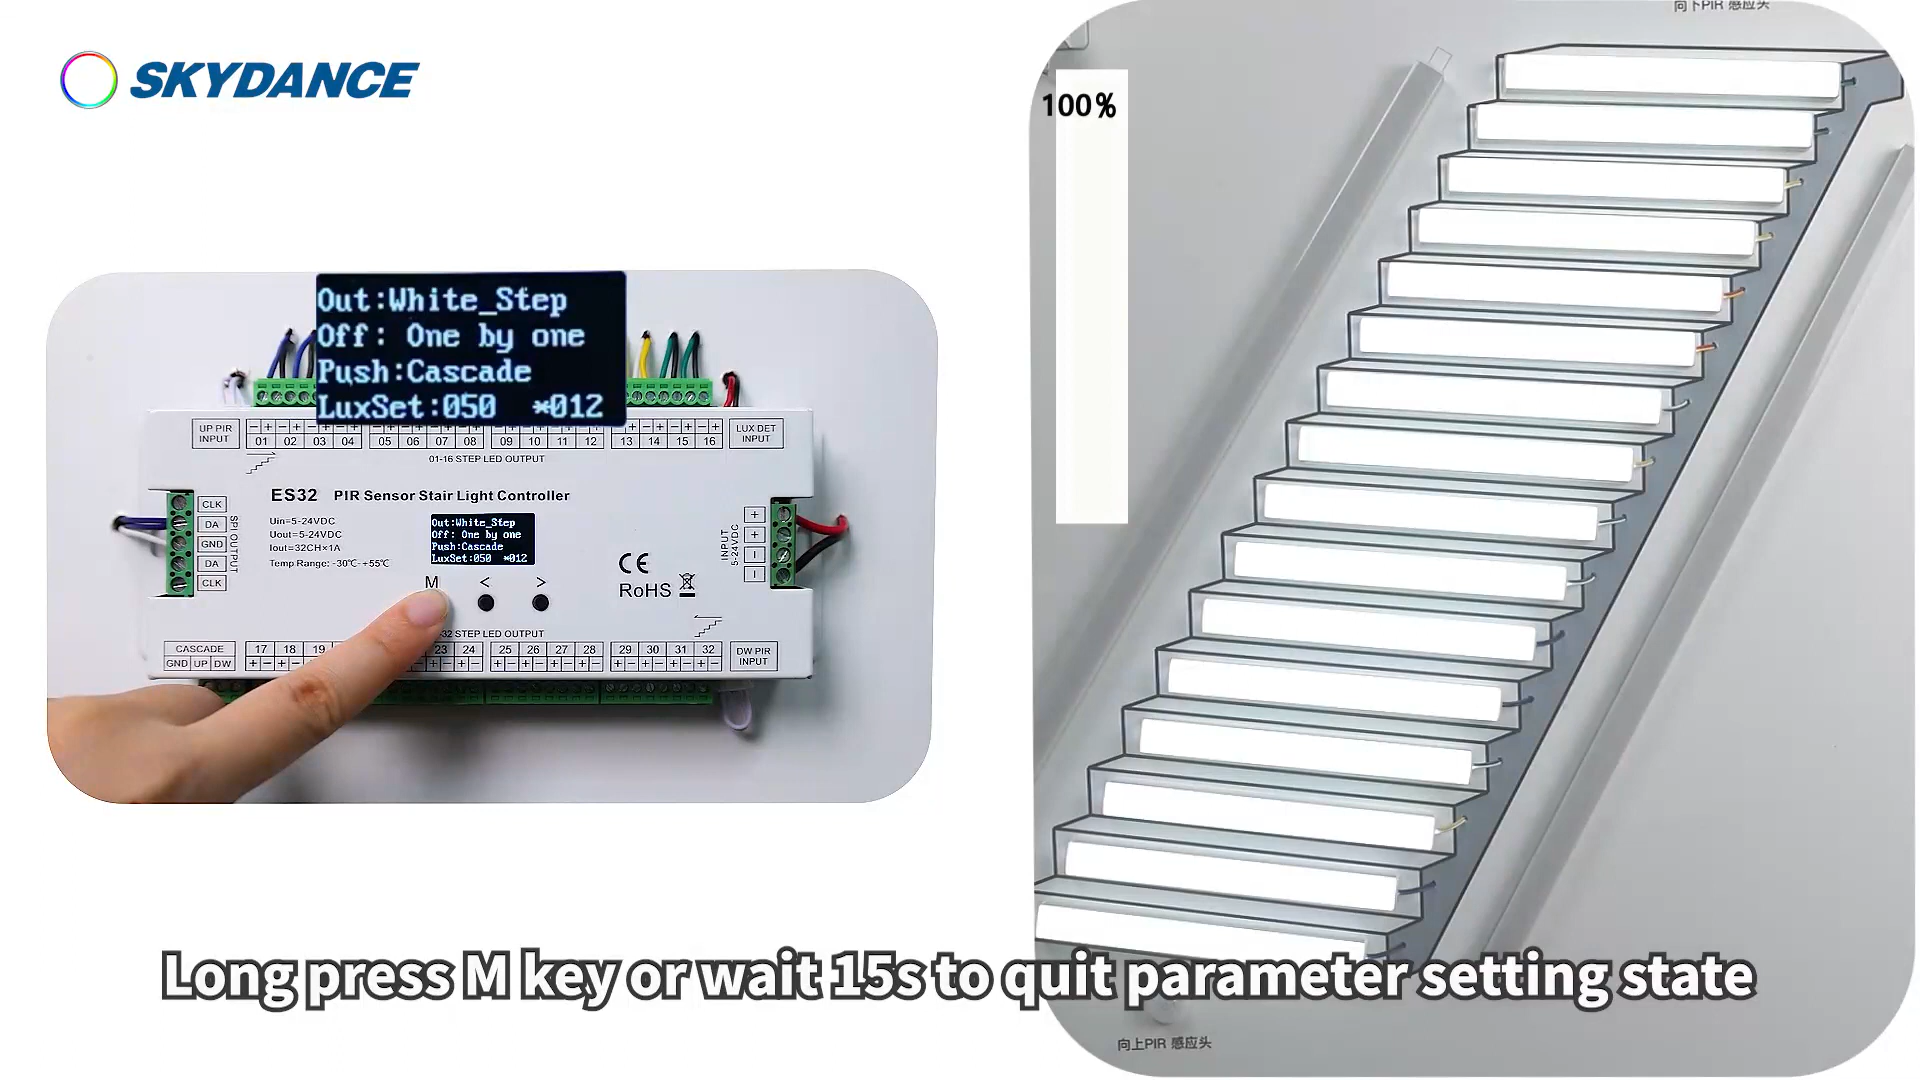 SKYDANCE
向下PIR 感应头
100%
Out:White_Step
Off: One by one
Push:Cascade
LuxSet:050 *012
UP PIR INPUT
- + - + - + - +
01 02 03 04
05 06 07 08
09 10 11 12
- + - + - + - +
13 14 15 16
LUX DET INPUT
01-16 STEP LED OUTPUT
ES32 PIR Sensor Stair Light Controller
CLK
DA
GND
DA
CLK
SPI OUTPUT
Uin=5-24VDC
Uout=5-24VDC
Iout=32CH×1A
Temp Range: -30℃-+55℃
Out:White_Step
Off: One by one
Push:Cascade
LuxSet:050 *012
M < >
CE
RoHS
INPUT
5-24VDC
+
+
-
-
-32 STEP LED OUTPUT
CASCADE
GND UP DW
17 18 19
23 24
25 26 27 28
+ - + - + - + -
29 30 31 32
+ - + - + - + -
DW PIR INPUT
Long press M key or wait 15s to quit parameter setting state
向上PIR 感应头